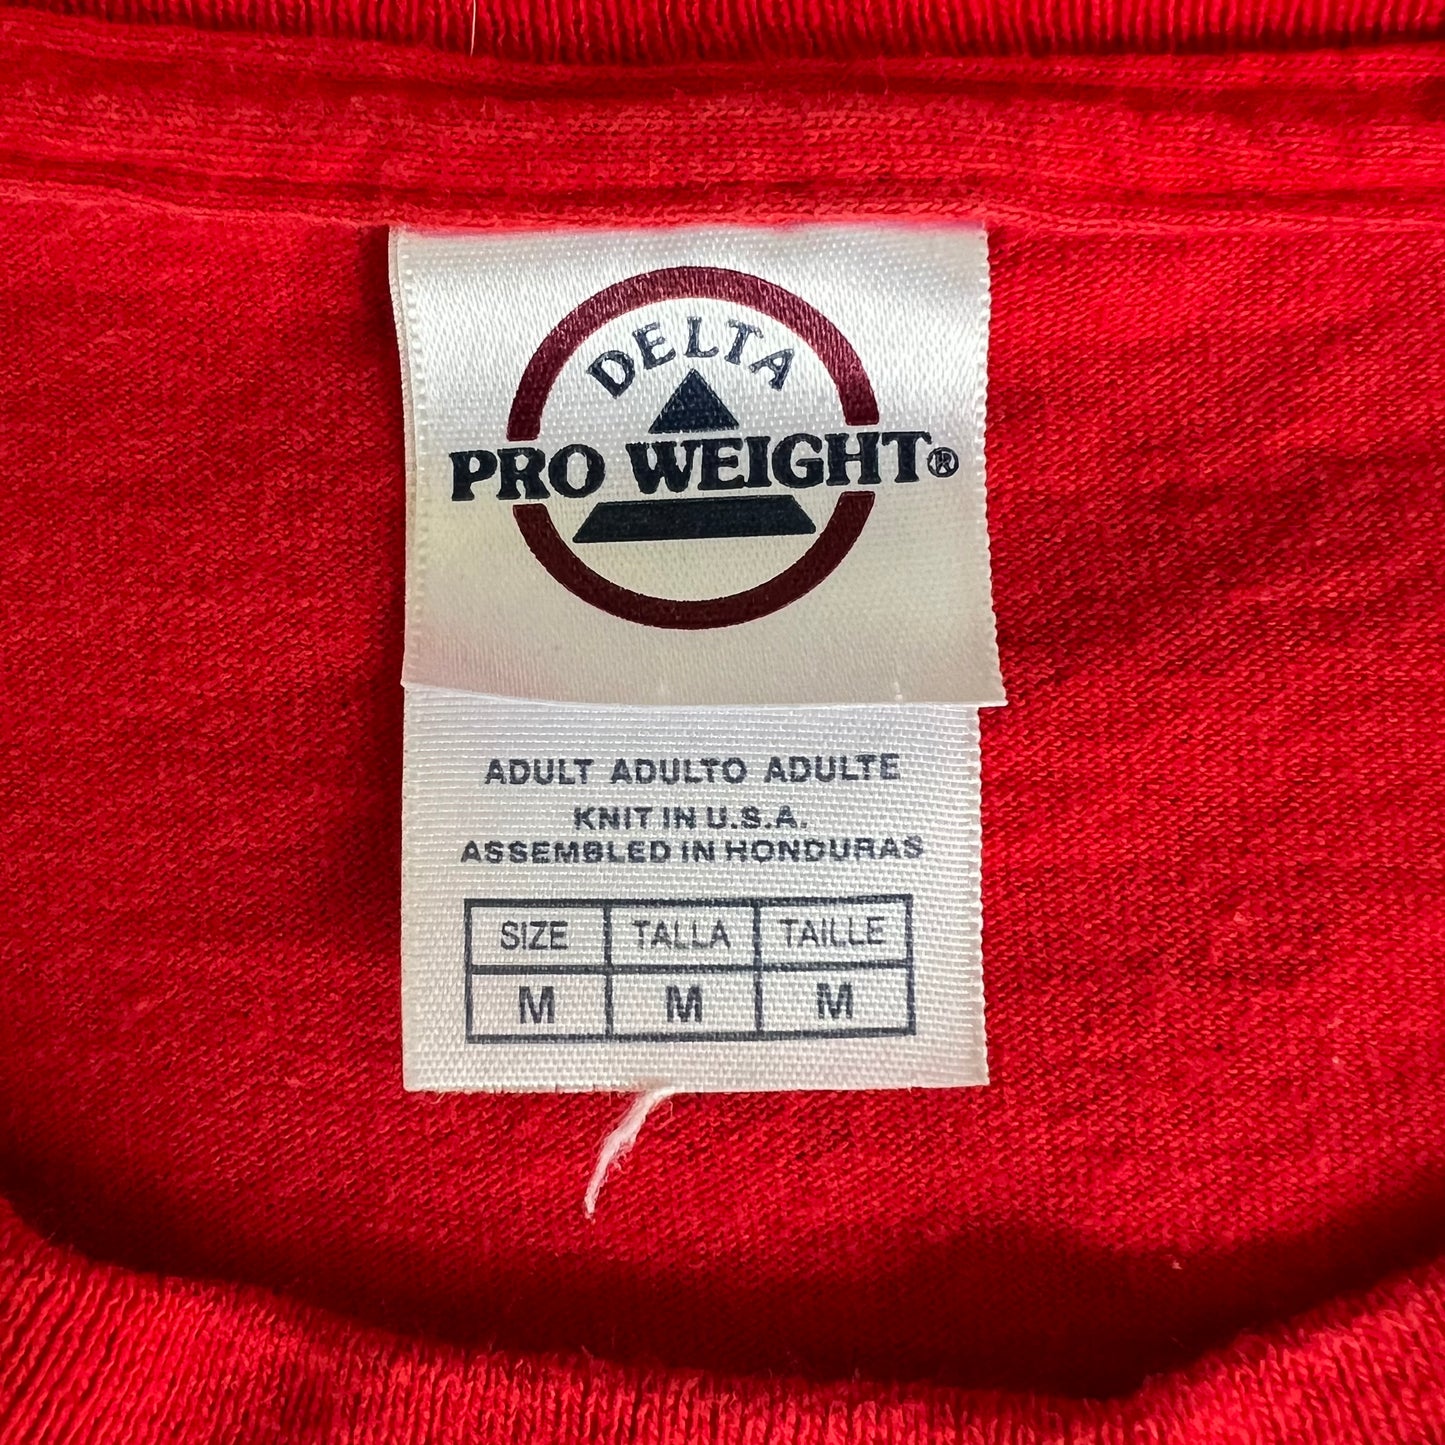 DELTA
PRO WEIGHT®
ADULT ADULTO ADULTE
KNIT IN U.S.A.
ASSEMBLED IN HONDURAS
SIZE TALLA TAILLE
M M M